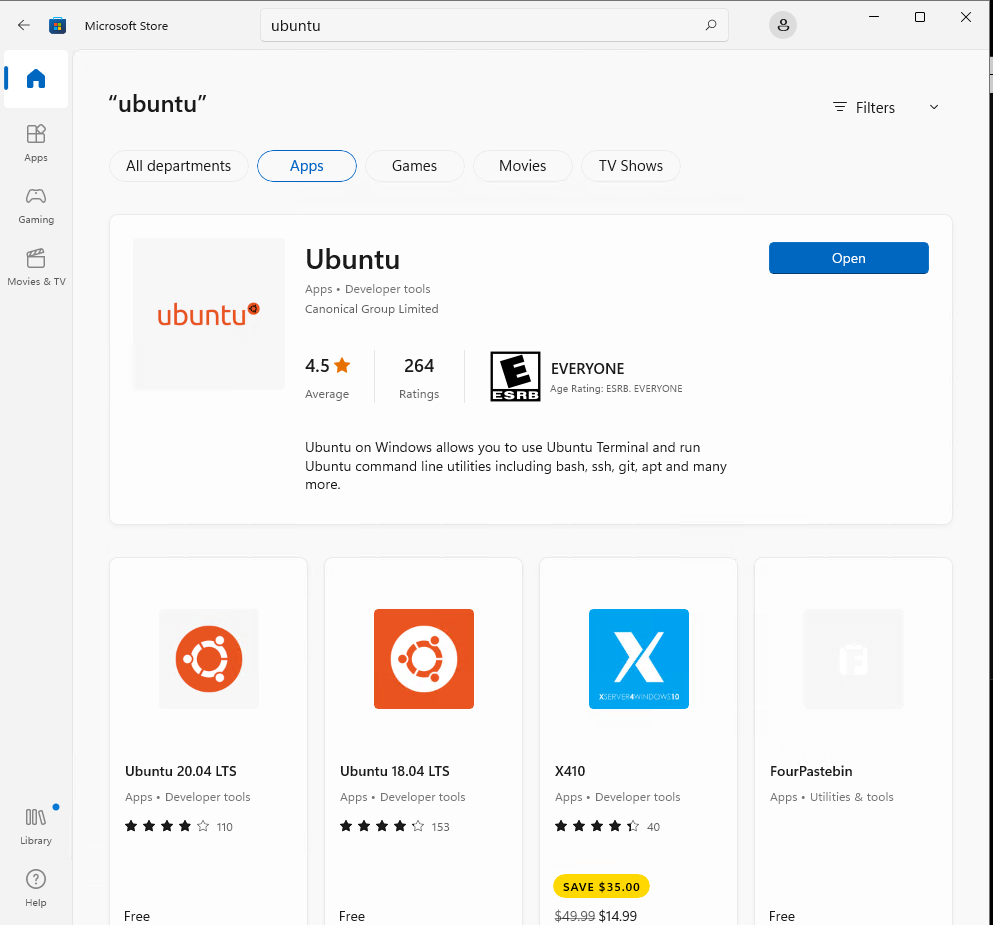 Microsoft Store
ubuntu
“ubuntu”
Filters
All departments
Apps
Games
Movies
TV Shows
Apps
Gaming
Movies & TV
ubuntu
Ubuntu
Open
Apps • Developer tools
Canonical Group Limited
4.5
Average
264
Ratings
E
ESRB
EVERYONE
Age Rating: ESRB. EVERYONE
Ubuntu on Windows allows you to use Ubuntu Terminal and run
Ubuntu command line utilities including bash, ssh, git, apt and many
more.
X
XSERVER4WINDOWS10
Ubuntu 20.04 LTS
Apps • Developer tools
110
Free
Ubuntu 18.04 LTS
Apps • Developer tools
153
Free
X410
Apps • Developer tools
40
SAVE $35.00
$49.99 $14.99
FourPastebin
Apps • Utilities & tools
Free
Library
Help